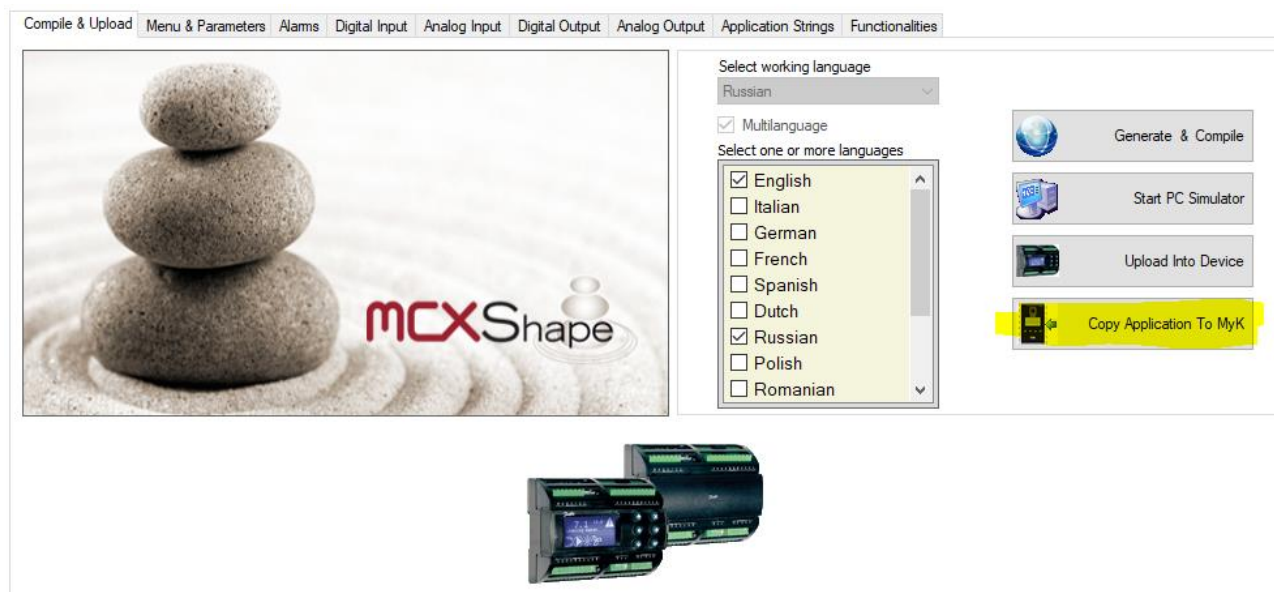 Compile & Upload Menu & Parameters Alarms Digital Input Analog Input Digital Output Analog Output Application Strings Functionalities
MCXShape
Select working language
Russian
Multilanguage
Select one or more languages
English
Italian
German
French
Spanish
Dutch
Russian
Polish
Romanian
Generate & Compile
Start PC Simulator
Upload Into Device
Copy Application To MyK